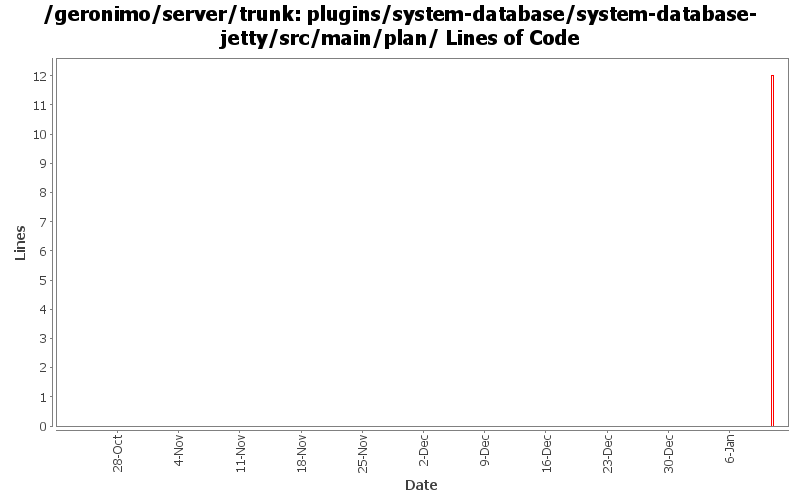 /geronimo/server/trunk: plugins/system-database/system-database-
jetty/src/main/plan/ Lines of Code
12
11
10
9
8
7
6
5
4
3
2
1
0
Lines
28-Oct
4-Nov
11-Nov
18-Nov
25-Nov
2-Dec
9-Dec
16-Dec
23-Dec
30-Dec
6-Jan
Date